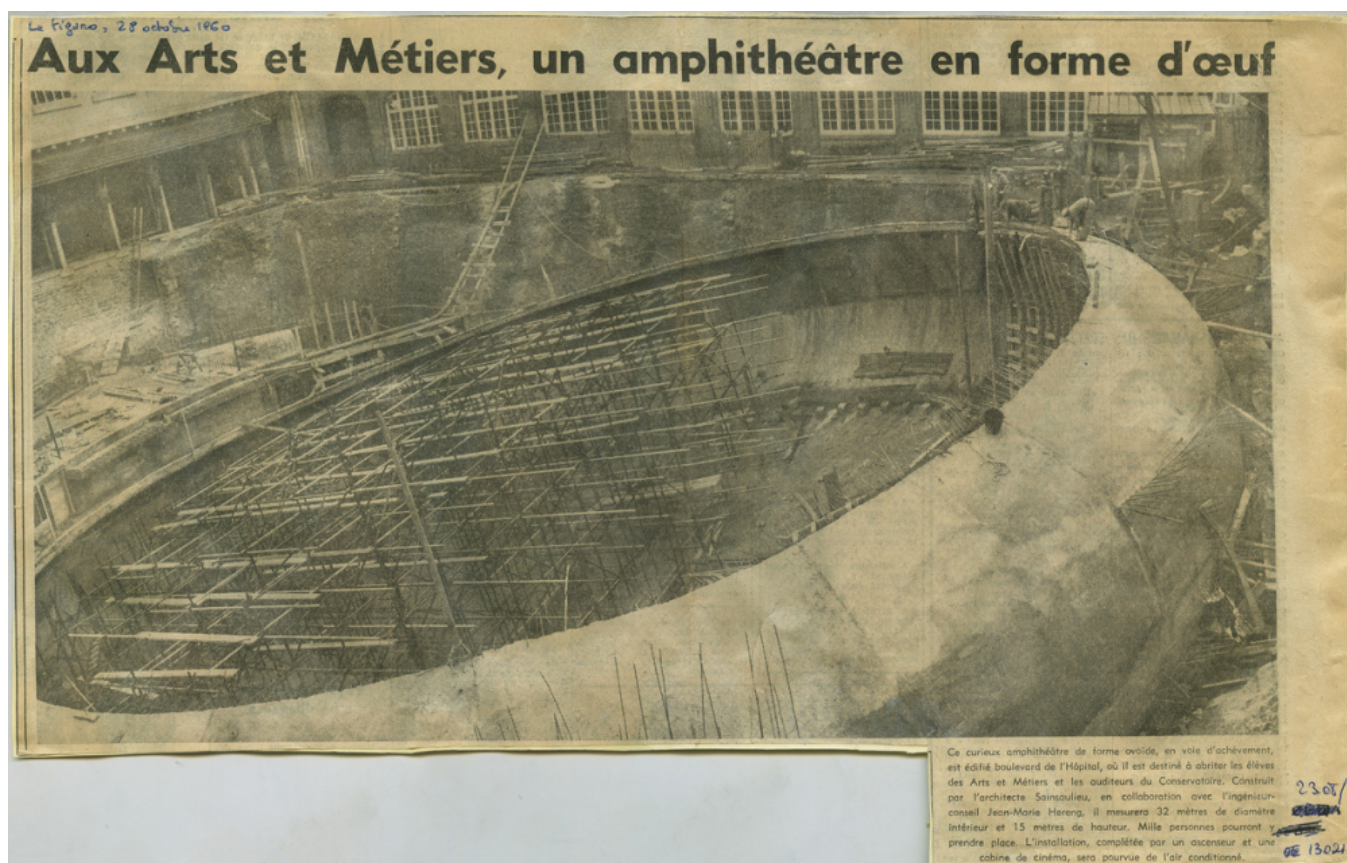 Le Figaro, 28 octobre 1960
Aux Arts et Métiers, un amphithéâtre en forme d'œuf
Ce curieux amphithéâtre de forme ovoïde, en voie d'achèvement,
est édifié boulevard de l'Hôpital, où il est destiné à abriter les élèves
des Arts et Métiers et les auditeurs du Conservatoire. Construit
par l'architecte Sainsaulieu, en collaboration avec l'ingénieur-
conseil Jean-Marie Hereng, il mesurera 32 mètres de diamètre
intérieur et 15 mètres de hauteur. Mille personnes pourront y
prendre place. L'installation, complétée par un ascenseur et une
cabine de cinéma, sera pourvue de l'air conditionné.